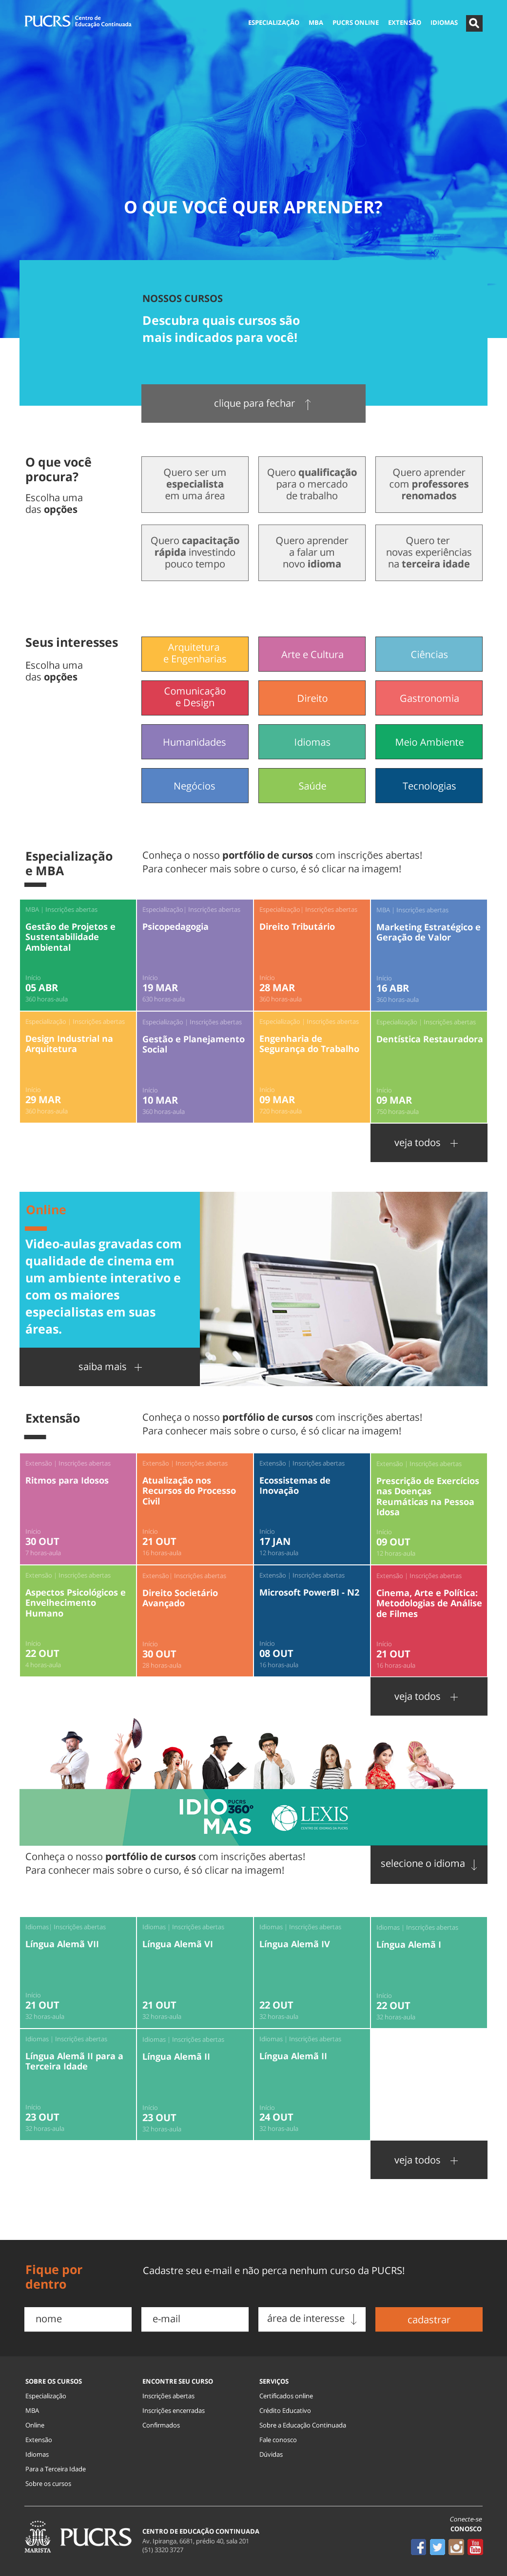 PUCRS Centro de
Educação Continuada
ESPECIALIZAÇÃO MBA PUCRS ONLINE EXTENSÃO IDIOMAS
O QUE VOCÊ QUER APRENDER?
NOSSOS CURSOS
Descubra quais cursos são
mais indicados para você!
clique para fechar ↑
O que você
procura?
Escolha uma
das opções
Quero ser um
especialista
em uma área
Quero qualificação
para o mercado
de trabalho
Quero aprender
com professores
renomados
Quero capacitação
rápida investindo
pouco tempo
Quero aprender
a falar um
novo idioma
Quero ter
novas experiências
na terceira idade
Seus interesses
Escolha uma
das opções
Arquitetura
e Engenharias
Arte e Cultura
Ciências
Comunicação
e Design
Direito
Gastronomia
Humanidades
Idiomas
Meio Ambiente
Negócios
Saúde
Tecnologias
Especialização
e MBA
Conheça o nosso portfólio de cursos com inscrições abertas!
Para conhecer mais sobre o curso, é só clicar na imagem!
MBA | Inscrições abertas
Gestão de Projetos e
Sustentabilidade
Ambiental
Início
05 ABR
360 horas-aula
Especialização| Inscrições abertas
Psicopedagogia
Início
19 MAR
630 horas-aula
Especialização| Inscrições abertas
Direito Tributário
Início
28 MAR
360 horas-aula
MBA | Inscrições abertas
Marketing Estratégico e
Geração de Valor
Início
16 ABR
360 horas-aula
Especialização | Inscrições abertas
Design Industrial na
Arquitetura
Início
29 MAR
360 horas-aula
Especialização | Inscrições abertas
Gestão e Planejamento
Social
Início
10 MAR
360 horas-aula
Especialização | Inscrições abertas
Engenharia de
Segurança do Trabalho
Início
09 MAR
720 horas-aula
Especialização | Inscrições abertas
Dentística Restauradora
Início
09 MAR
750 horas-aula
veja todos +
Online
Video-aulas gravadas com
qualidade de cinema em
um ambiente interativo e
com os maiores
especialistas em suas
áreas.
saiba mais +
Extensão
Conheça o nosso portfólio de cursos com inscrições abertas!
Para conhecer mais sobre o curso, é só clicar na imagem!
Extensão | Inscrições abertas
Ritmos para Idosos
Início
30 OUT
7 horas-aula
Extensão | Inscrições abertas
Atualização nos
Recursos do Processo
Civil
Início
21 OUT
16 horas-aula
Extensão | Inscrições abertas
Ecossistemas de
Inovação
Início
17 JAN
12 horas-aula
Extensão | Inscrições abertas
Prescrição de Exercícios
nas Doenças
Reumáticas na Pessoa
Idosa
Início
09 OUT
12 horas-aula
Extensão | Inscrições abertas
Aspectos Psicológicos e
Envelhecimento
Humano
Início
22 OUT
4 horas-aula
Extensão| Inscrições abertas
Direito Societário
Avançado
Início
30 OUT
28 horas-aula
Extensão | Inscrições abertas
Microsoft PowerBI - N2
Início
08 OUT
16 horas-aula
Extensão | Inscrições abertas
Cinema, Arte e Política:
Metodologias de Análise
de Filmes
Início
21 OUT
16 horas-aula
veja todos +
IDIO
MAS
PUCRS
360°
LEXIS
Conheça o nosso portfólio de cursos com inscrições abertas!
Para conhecer mais sobre o curso, é só clicar na imagem!
selecione o idioma ↓
Idiomas| Inscrições abertas
Língua Alemã VII
Início
21 OUT
32 horas-aula
Idiomas | Inscrições abertas
Língua Alemã VI
21 OUT
32 horas-aula
Idiomas | Inscrições abertas
Língua Alemã IV
22 OUT
32 horas-aula
Idiomas | Inscrições abertas
Língua Alemã I
Início
22 OUT
32 horas-aula
Idiomas | Inscrições abertas
Língua Alemã II para a
Terceira Idade
Início
23 OUT
32 horas-aula
Idiomas | Inscrições abertas
Língua Alemã II
Início
23 OUT
32 horas-aula
Idiomas | Inscrições abertas
Língua Alemã II
Início
24 OUT
32 horas-aula
veja todos +
Fique por
dentro
Cadastre seu e-mail e não perca nenhum curso da PUCRS!
nome
e-mail
área de interesse ↓
cadastrar
SOBRE OS CURSOS
Especialização
MBA
Online
Extensão
Idiomas
Para a Terceira Idade
Sobre os cursos
ENCONTRE SEU CURSO
Inscrições abertas
Inscrições encerradas
Confirmados
SERVIÇOS
Certificados online
Crédito Educativo
Sobre a Educação Continuada
Fale conosco
Dúvidas
MARISTA
PUCRS
CENTRO DE EDUCAÇÃO CONTINUADA
Av. Ipiranga, 6681, prédio 40, sala 201
(51) 3320 3727
Conecte-se
CONOSCO
You